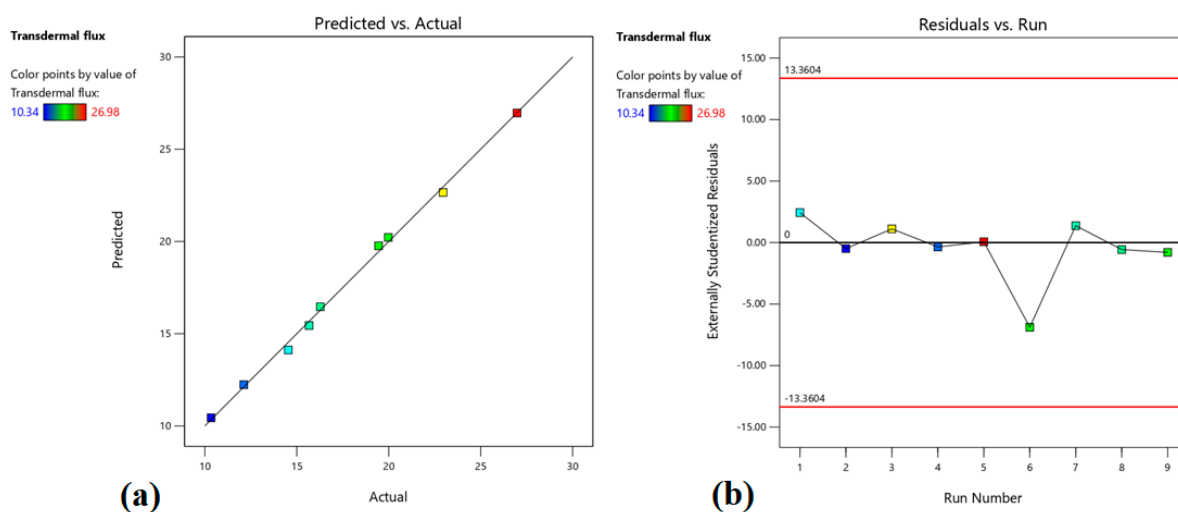 Predicted vs. Actual
Transdermal flux
Color points by value of
Transdermal flux:
10.34 26.98
Predicted
30
25
20
15
10
10 15 20 25 30
Actual
(a)
Residuals vs. Run
Transdermal flux
Color points by value of
Transdermal flux:
10.34 26.98
Externally Studentized Residuals
15.00
10.00
5.00
0.00
-5.00
-10.00
-15.00
13.3604
0
-13.3604
1 2 3 4 5 6 7 8 9
Run Number
(b)